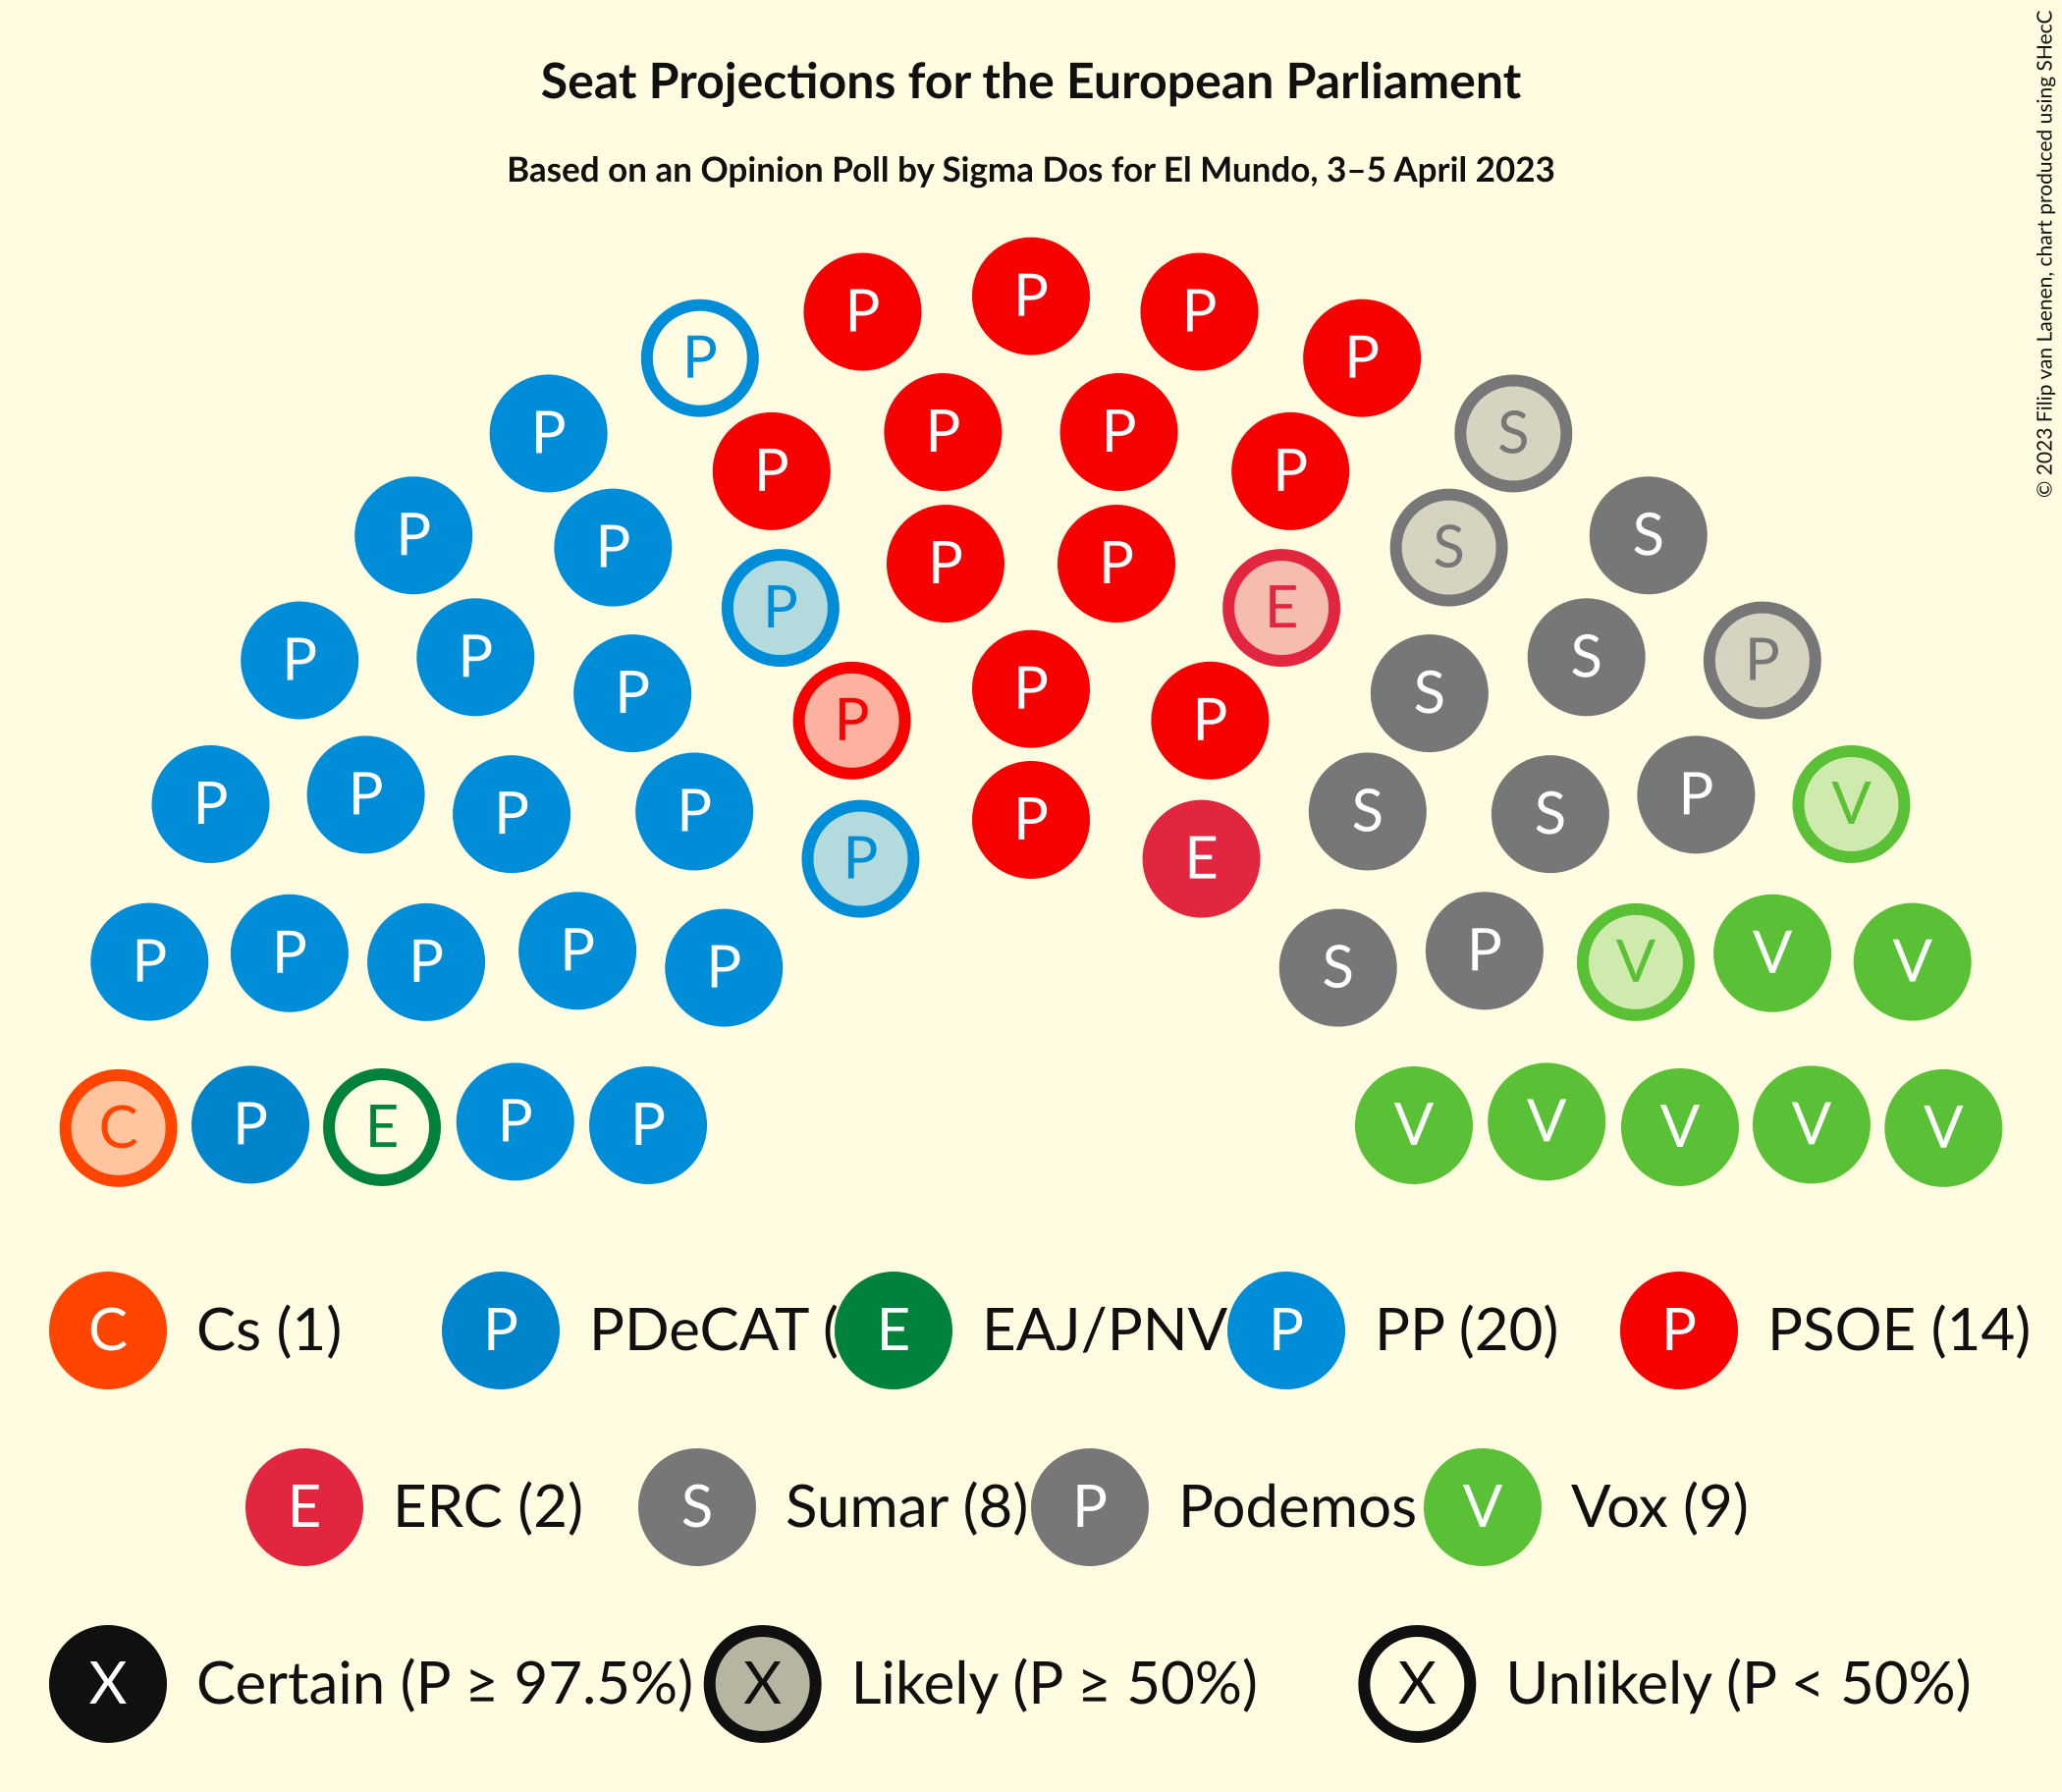 Seat Projections for the European Parliament
Based on an Opinion Poll by Sigma Dos for El Mundo, 3–5 April 2023
© 2023 Filip van Laenen, chart produced using SHecC
P
P P
P P
P P P S
P P
P P S S
P P
P E
P P S P
P P S
P P
P P P P P S S P V
P E
P P P P P S P V V V
C P E P P V V V V V
C Cs (1) P PDeCAT ( E EAJ/PNV P PP (20) P PSOE (14)
E ERC (2) S Sumar (8) P Podemos V Vox (9)
X Certain (P ≥ 97.5%) X Likely (P ≥ 50%) X Unlikely (P < 50%)